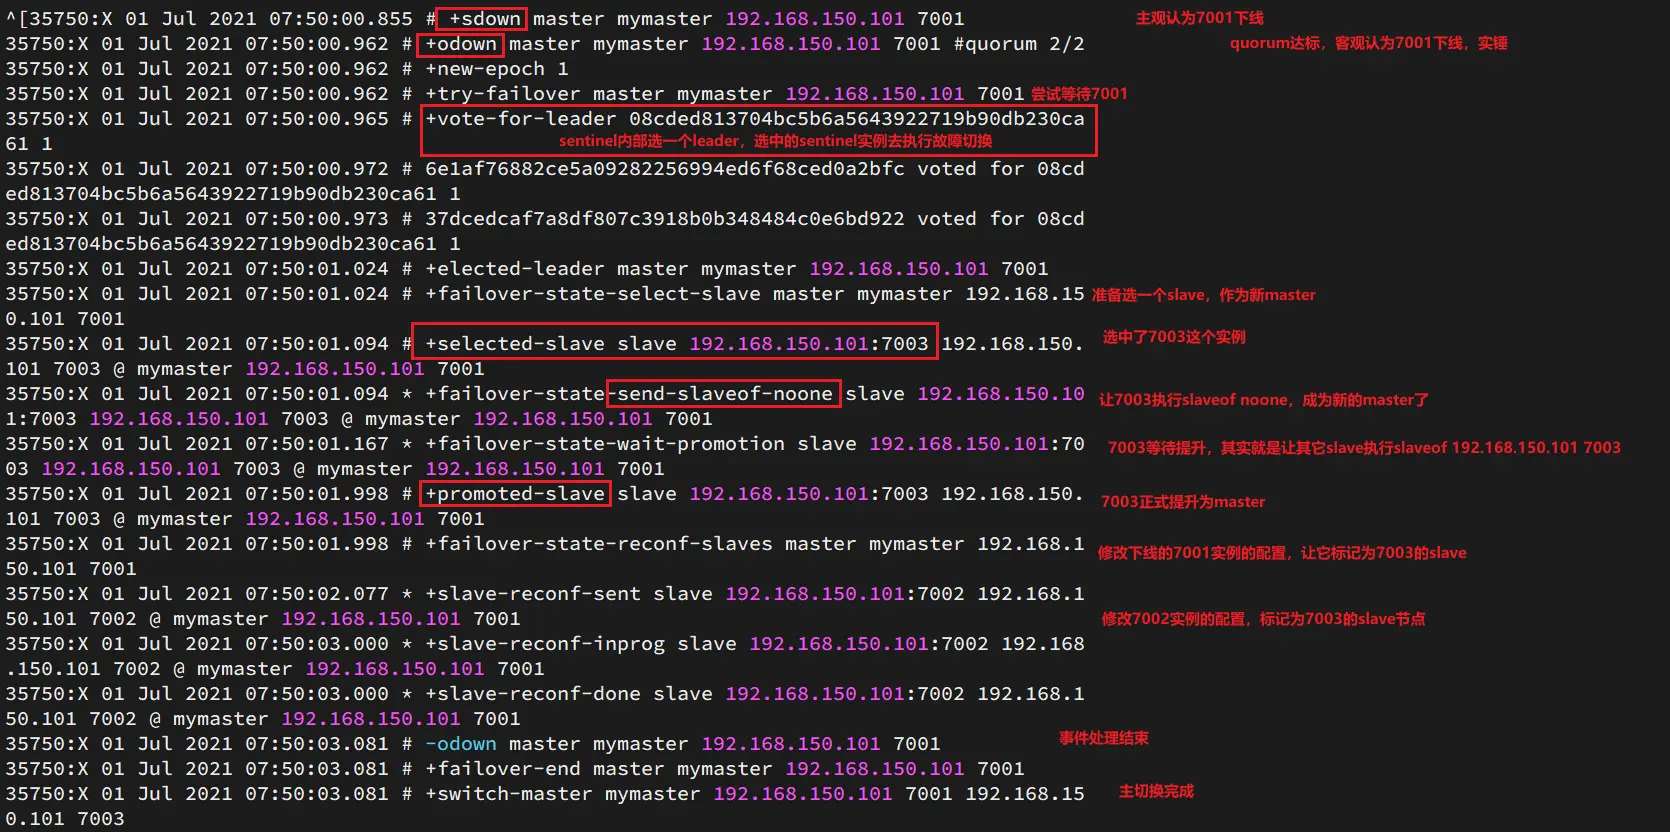 ^[35750:X 01 Jul 2021 07:50:00.855 # +sdown master mymaster 192.168.150.101 7001 主观认为7001下线
35750:X 01 Jul 2021 07:50:00.962 # +odown master mymaster 192.168.150.101 7001 #quorum 2/2 quorum达标，客观认为7001下线，实锤
35750:X 01 Jul 2021 07:50:00.962 # +new-epoch 1
35750:X 01 Jul 2021 07:50:00.962 # +try-failover master mymaster 192.168.150.101 7001 尝试等待7001
35750:X 01 Jul 2021 07:50:00.965 # +vote-for-leader 08cded813704bc5b6a5643922719b90db230ca
61 1 sentinel内部选一个leader，选中的sentinel实例去执行故障切换
35750:X 01 Jul 2021 07:50:00.972 # 6e1af76882ce5a09282256994ed6f68ced0a2bfc voted for 08cd
ed813704bc5b6a5643922719b90db230ca61 1
35750:X 01 Jul 2021 07:50:00.973 # 37dcedcaf7a8df807c3918b0b348484c0e6bd922 voted for 08cd
ed813704bc5b6a5643922719b90db230ca61 1
35750:X 01 Jul 2021 07:50:01.024 # +elected-leader master mymaster 192.168.150.101 7001
35750:X 01 Jul 2021 07:50:01.024 # +failover-state-select-slave master mymaster 192.168.15 准备选一个slave，作为新master
0.101 7001
35750:X 01 Jul 2021 07:50:01.094 # +selected-slave slave 192.168.150.101:7003 192.168.150. 选中了7003这个实例
101 7003 @ mymaster 192.168.150.101 7001
35750:X 01 Jul 2021 07:50:01.094 * +failover-state-send-slaveof-noone slave 192.168.150.10 让7003执行slaveof noone，成为新的master了
1:7003 192.168.150.101 7003 @ mymaster 192.168.150.101 7001
35750:X 01 Jul 2021 07:50:01.167 * +failover-state-wait-promotion slave 192.168.150.101:70 7003等待提升，其实就是让其它slave执行slaveof 192.168.150.101 7003
03 192.168.150.101 7003 @ mymaster 192.168.150.101 7001
35750:X 01 Jul 2021 07:50:01.998 # +promoted-slave slave 192.168.150.101:7003 192.168.150. 7003正式提升为master
101 7003 @ mymaster 192.168.150.101 7001
35750:X 01 Jul 2021 07:50:01.998 # +failover-state-reconf-slaves master mymaster 192.168.1 修改下线的7001实例的配置，让它标记为7003的slave
50.101 7001
35750:X 01 Jul 2021 07:50:02.077 * +slave-reconf-sent slave 192.168.150.101:7002 192.168.1
50.101 7002 @ mymaster 192.168.150.101 7001 修改7002实例的配置，标记为7003的slave节点
35750:X 01 Jul 2021 07:50:03.000 * +slave-reconf-inprog slave 192.168.150.101:7002 192.168
.150.101 7002 @ mymaster 192.168.150.101 7001
35750:X 01 Jul 2021 07:50:03.000 * +slave-reconf-done slave 192.168.150.101:7002 192.168.1
50.101 7002 @ mymaster 192.168.150.101 7001
35750:X 01 Jul 2021 07:50:03.081 # -odown master mymaster 192.168.150.101 7001 事件处理结束
35750:X 01 Jul 2021 07:50:03.081 # +failover-end master mymaster 192.168.150.101 7001
35750:X 01 Jul 2021 07:50:03.081 # +switch-master mymaster 192.168.150.101 7001 192.168.15 主切换完成
0.101 7003